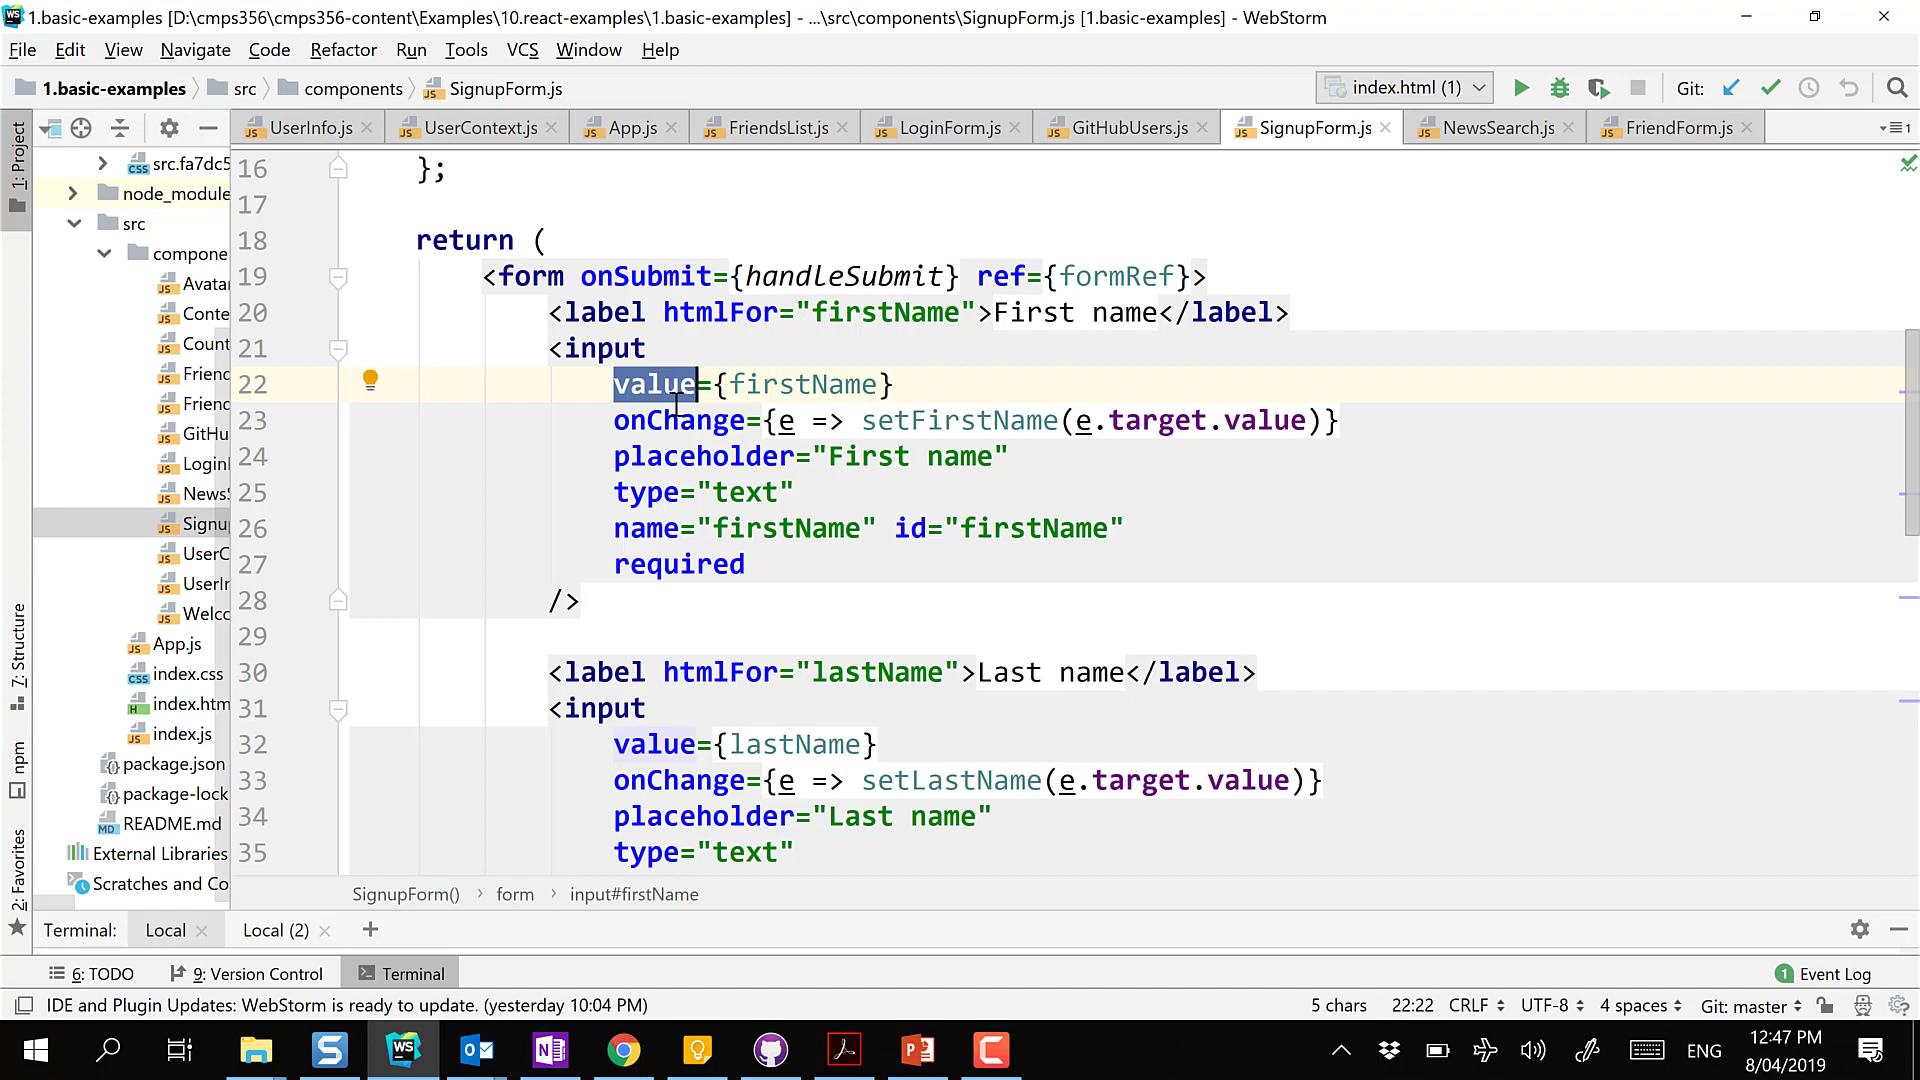 1.basic-examples [D:\cmps356\cmps356-content\Examples\10.react-examples\1.basic-examples] - ...\src\components\SignupForm.js [1.basic-examples] - WebStorm
File Edit View Navigate Code Refactor Run Tools VCS Window Help
1.basic-examples src components SignupForm.js index.html (1) Git:
UserInfo.js UserContext.js App.js FriendsList.js LoginForm.js GitHubUsers.js SignupForm.js NewsSearch.js FriendForm.js
1: Project
7: Structure
npm
2: Favorites
src.fa7dc5
node_module
src
compone
Avata
Conte
Count
Friend
Friend
GitHu
LoginI
NewsS
Signup
UserC
UserIr
Welco
App.js
index.css
index.htm
index.js
package.json
package-lock
README.md
External Libraries
Scratches and Co
16 };
17
18 return (
19 <form onSubmit={handleSubmit} ref={formRef}>
20 <label htmlFor="firstName">First name</label>
21 <input
22 value={firstName}
23 onChange={e => setFirstName(e.target.value)}
24 placeholder="First name"
25 type="text"
26 name="firstName" id="firstName"
27 required
28 />
29
30 <label htmlFor="lastName">Last name</label>
31 <input
32 value={lastName}
33 onChange={e => setLastName(e.target.value)}
34 placeholder="Last name"
35 type="text"
SignupForm() form input#firstName
Terminal: Local Local (2)
6: TODO 9: Version Control Terminal 1 Event Log
IDE and Plugin Updates: WebStorm is ready to update. (yesterday 10:04 PM) 5 chars 22:22 CRLF UTF-8 4 spaces Git: master
ENG 12:47 PM
8/04/2019